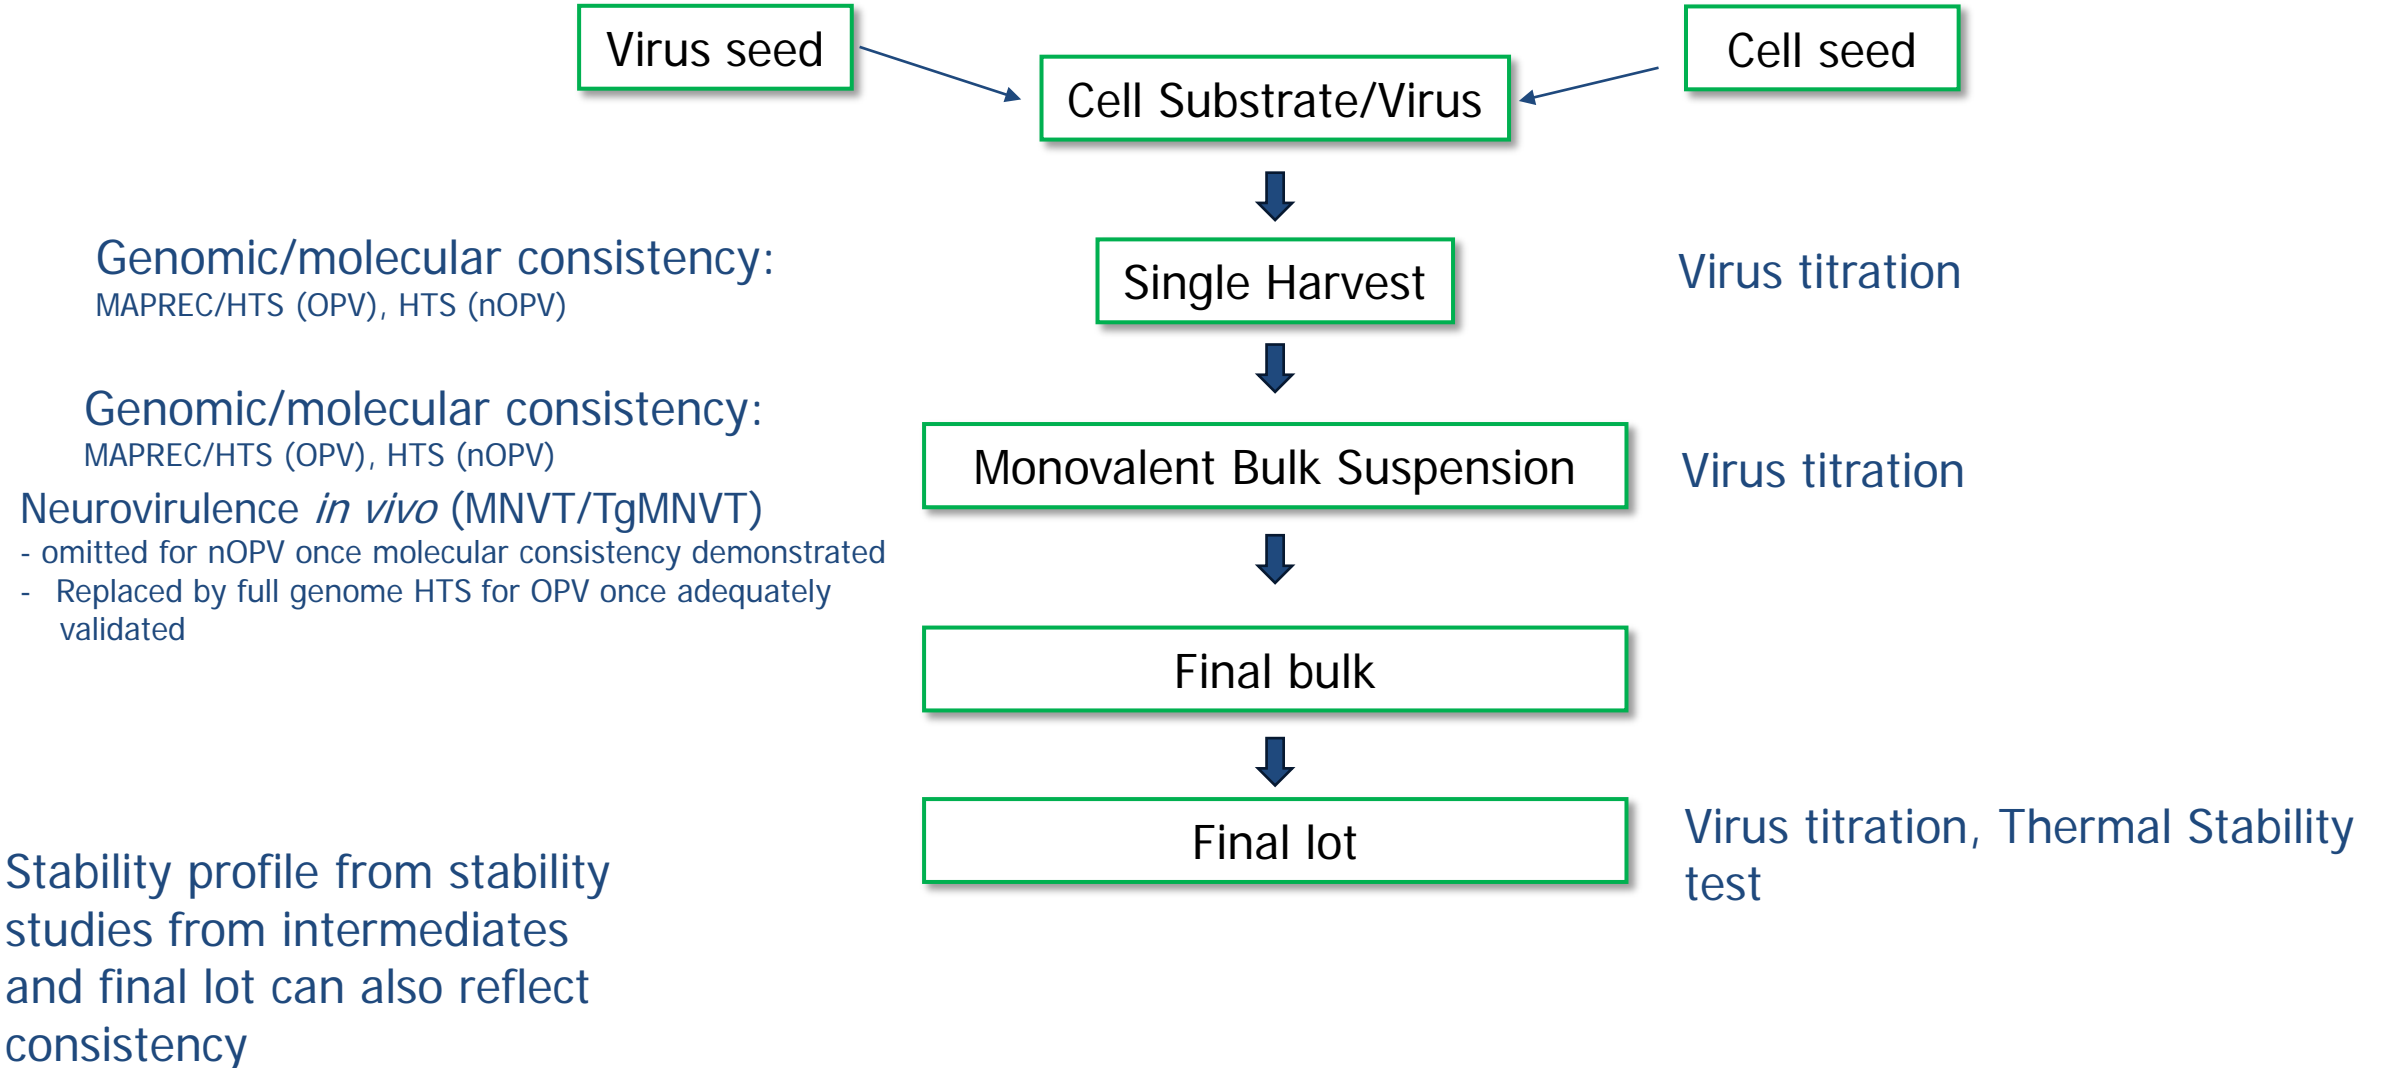 Virus seed
Cell seed
Cell Substrate/Virus
Genomic/molecular consistency:
MAPREC/HTS (OPV), HTS (nOPV)
Single Harvest
Virus titration
Genomic/molecular consistency:
MAPREC/HTS (OPV), HTS (nOPV)
Neurovirulence in vivo (MNVT/TgMNVT)
- omitted for nOPV once molecular consistency demonstrated
- Replaced by full genome HTS for OPV once adequately
validated
Monovalent Bulk Suspension
Virus titration
Final bulk
Final lot
Virus titration, Thermal Stability
test
Stability profile from stability
studies from intermediates
and final lot can also reflect
consistency